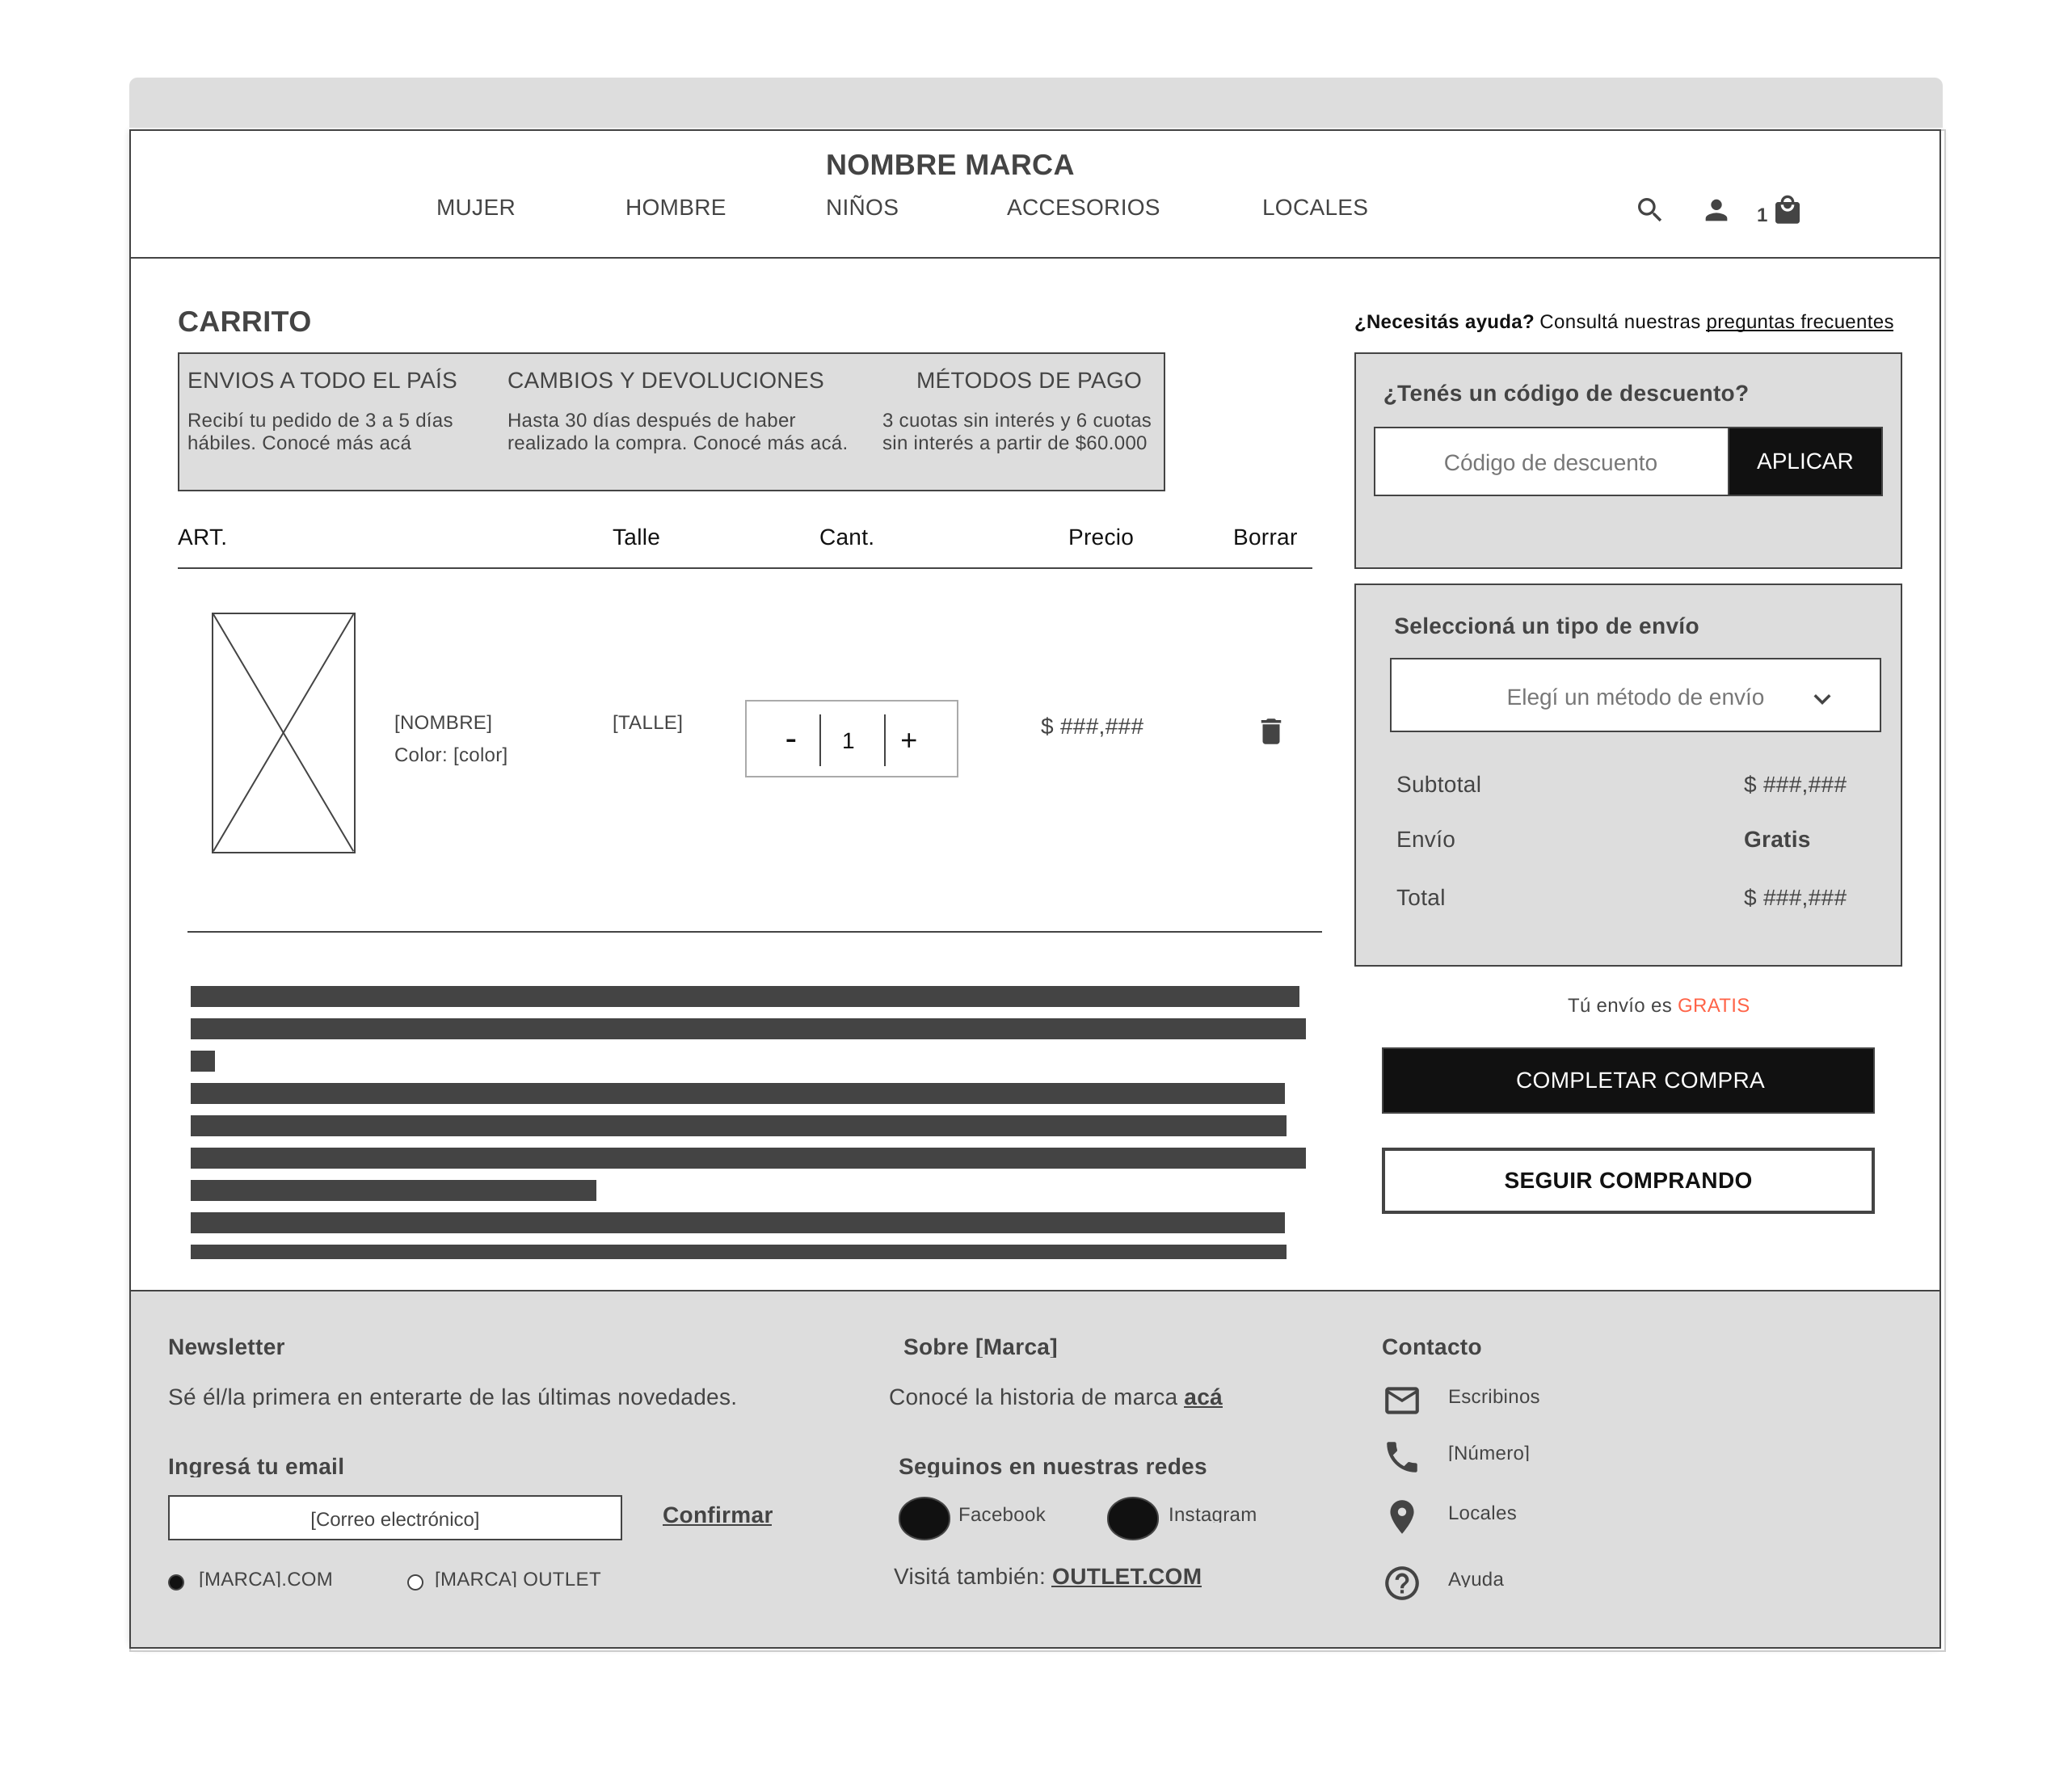 NOMBRE MARCA
MUJER HOMBRE NIÑOS ACCESORIOS LOCALES 1
CARRITO
¿Necesitás ayuda? Consultá nuestras preguntas frecuentes
ENVIOS A TODO EL PAÍS
Recibí tu pedido de 3 a 5 días
hábiles. Conocé más acá
CAMBIOS Y DEVOLUCIONES
Hasta 30 días después de haber
realizado la compra. Conocé más acá.
MÉTODOS DE PAGO
3 cuotas sin interés y 6 cuotas
sin interés a partir de $60.000
¿Tenés un código de descuento?
Código de descuento APLICAR
ART. Talle Cant. Precio Borrar
[NOMBRE]
Color: [color]
[TALLE]
- 1 +
$ ###,###
Seleccioná un tipo de envío
Elegí un método de envío
Subtotal $ ###,###
Envío Gratis
Total $ ###,###
Tú envío es GRATIS
COMPLETAR COMPRA
SEGUIR COMPRANDO
Newsletter
Sé él/la primera en enterarte de las últimas novedades.
Ingresá tu email
[Correo electrónico] Confirmar
[MARCA].COM [MARCA] OUTLET
Sobre [Marca]
Conocé la historia de marca acá
Seguinos en nuestras redes
Facebook Instagram
Visitá también: OUTLET.COM
Contacto
Escribinos
[Número]
Locales
Ayuda